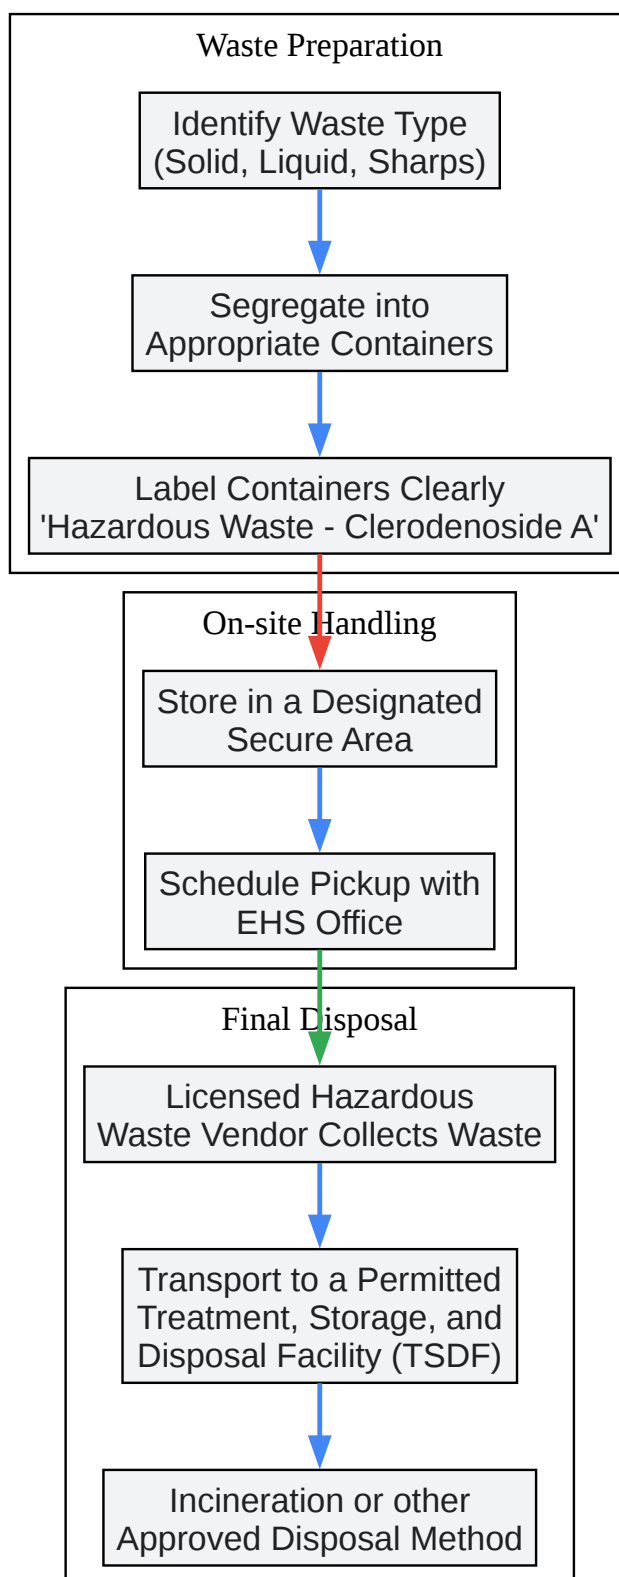 Waste Preparation
Identify Waste Type
(Solid, Liquid, Sharps)
Segregate into
Appropriate Containers
Label Containers Clearly
'Hazardous Waste - Clerodenoside A'
On-site Handling
Store in a Designated
Secure Area
Schedule Pickup with
EHS Office
Final Disposal
Licensed Hazardous
Waste Vendor Collects Waste
Transport to a Permitted
Treatment, Storage, and
Disposal Facility (TSDF)
Incineration or other
Approved Disposal Method